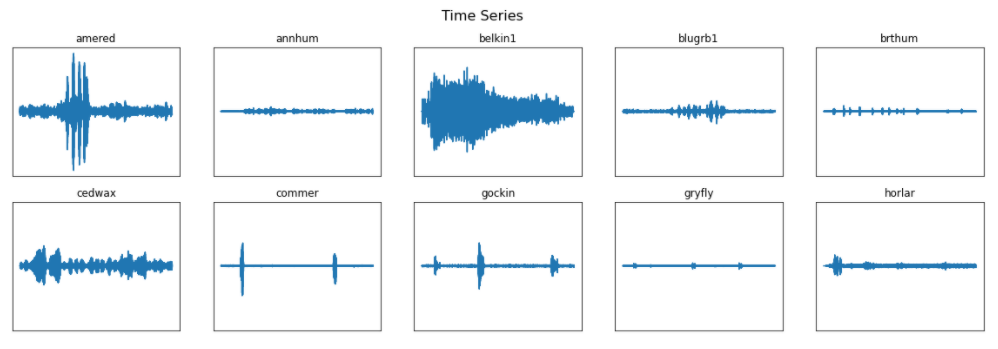 Time Series
amered annhum belkin1 blugrb1 brthum
cedwax commer gockin gryfly horlar